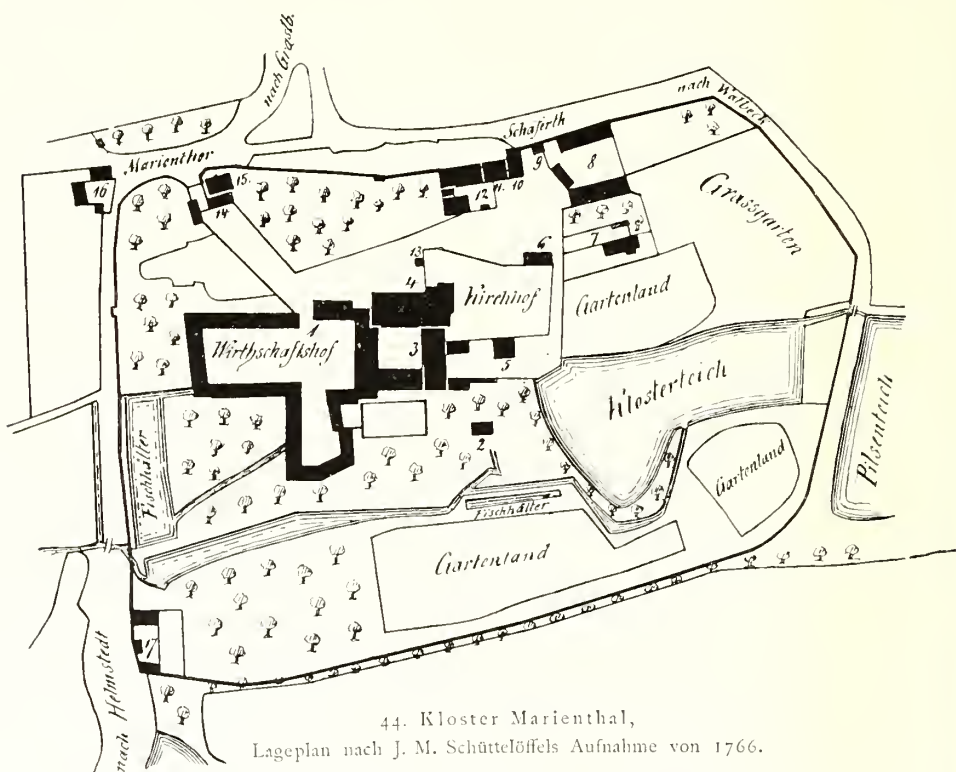 nach Grasib.
nach Walbeck
Schäferth
Marienthor
16
15.
14
12
11.
10
9
8
7
6
13
4
Kirchhof
Grassgarten
Gartenland
1
Wirthschaftshof
3
5
Klosterteich
Pilsenteich
2
Fischhälter
Fischhälter
Gartenland
Gartenland
17
nach Helmstedt
44. Kloster Marienthal,
Lageplan nach J. M. Schüttelöffels Aufnahme von 1766.